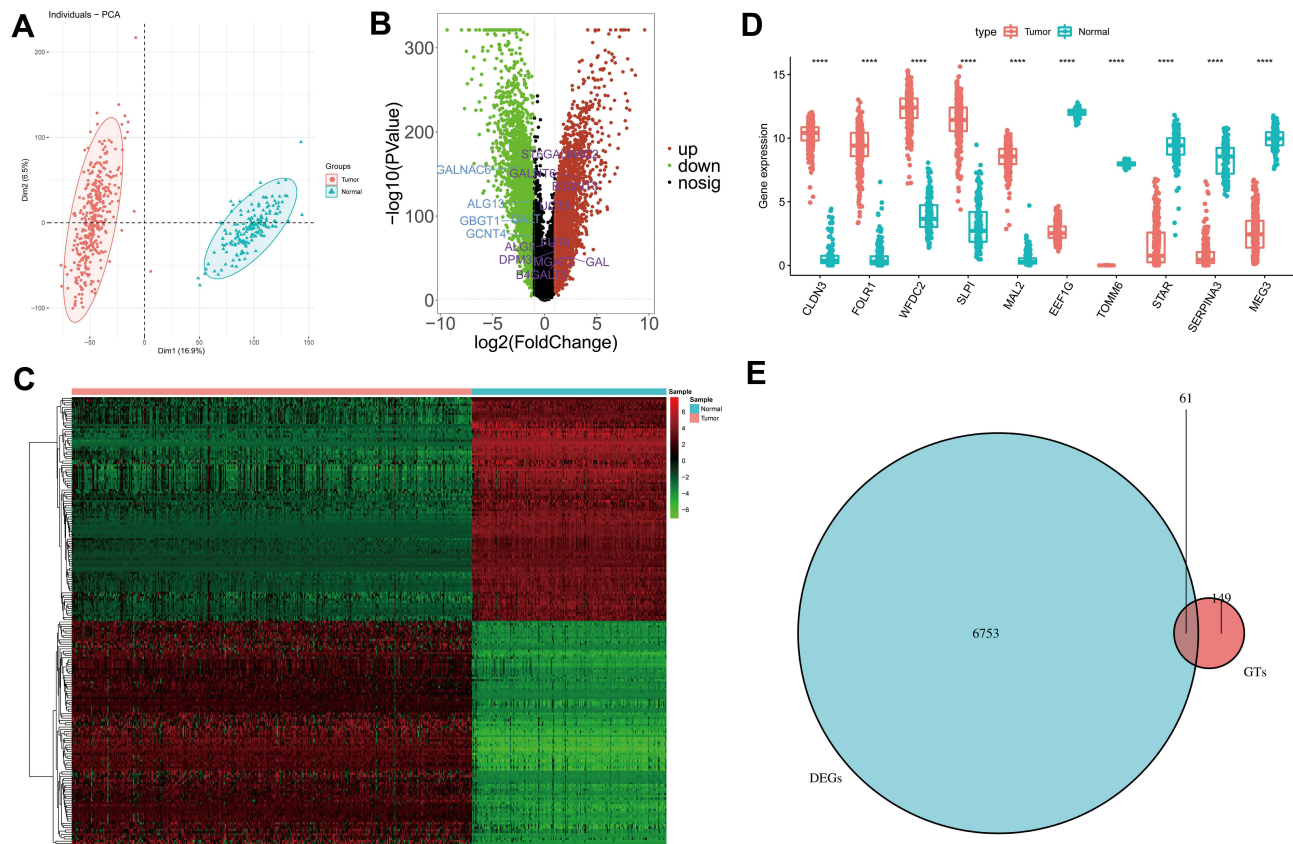 A
Individuals − PCA
200
100
0
−100
Dim2 (6.5%)
−50
0
50
100
150
Dim1 (16.9%)
Groups
Tumor
Normal
B
300
200
100
0
−log10(PValue)
GALNAC6
GALNT6
ALG13
GBGT1
GCNT4
ALG8
DPM3
GAL
−10
−5
0
5
10
log2(FoldChange)
up
down
nosig
D
type
Tumor
Normal
**** **** **** **** **** **** **** **** **** ****
15
10
5
0
Gene expression
CLDN3
FOLR1
WFDC2
SLPI
MAL2
EEF1G
TOMM6
STAR
SERPINA3
MEG3
C
Sample
6
4
2
0
−2
−4
−6
Sample
Normal
Tumor
E
61
149
6753
GTs
DEGs